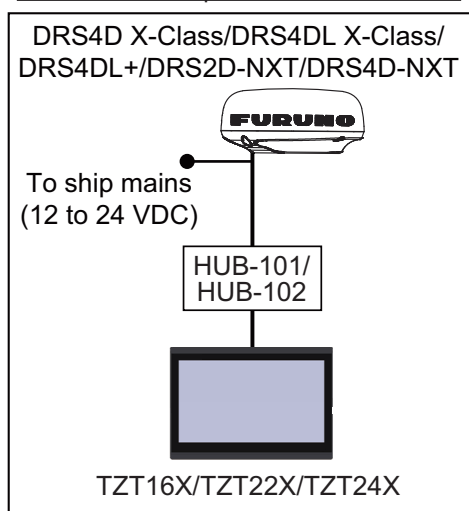 DRS4D X-Class/DRS4DL X-Class/
DRS4DL+/DRS2D-NXT/DRS4D-NXT
FURUNO
To ship mains
(12 to 24 VDC)
HUB-101/
HUB-102
TZT16X/TZT22X/TZT24X